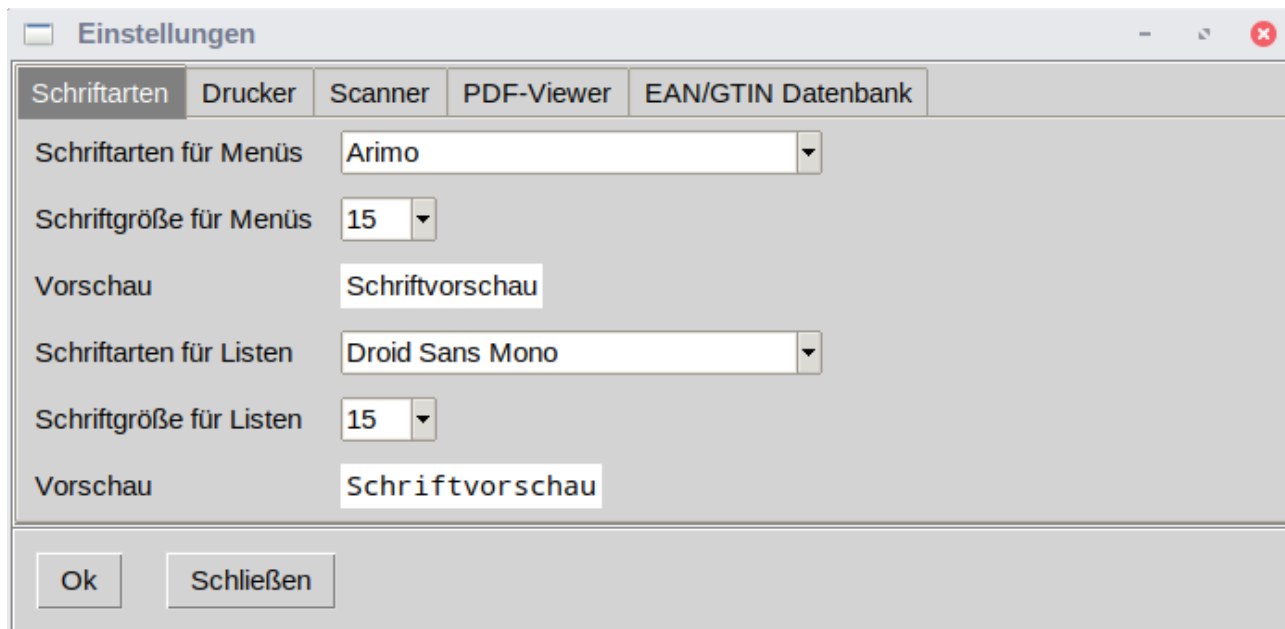 Einstellungen
Schriftarten Drucker Scanner PDF-Viewer EAN/GTIN Datenbank
Schriftarten für Menüs Arimo
Schriftgröße für Menüs 15
Vorschau Schriftvorschau
Schriftarten für Listen Droid Sans Mono
Schriftgröße für Listen 15
Vorschau Schriftvorschau
Ok Schließen